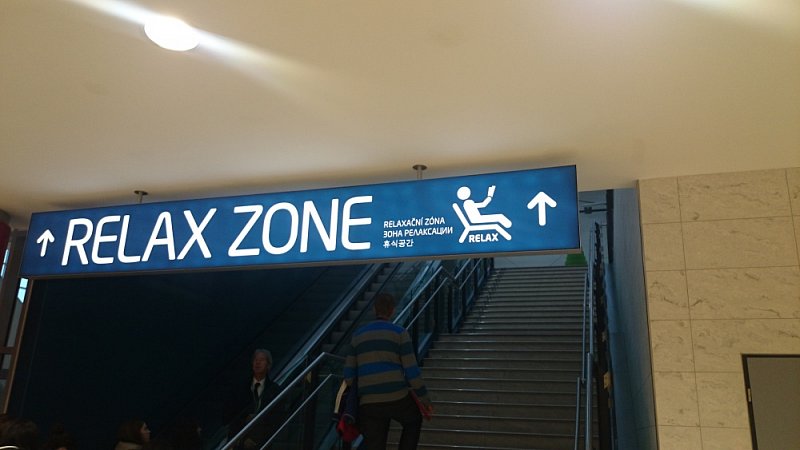 RELAX ZONE
RELAXAČNÍ ZÓNA
ЗОНА РЕЛАКСАЦИИ
휴식공간
RELAX